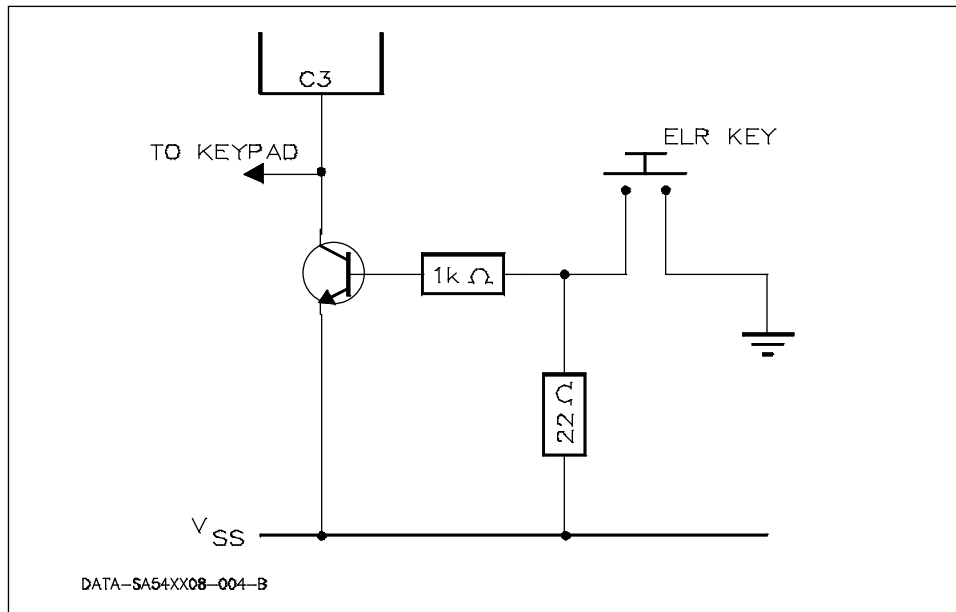 C3
TO KEYPAD
ELR KEY
1k Ω
22 Ω
V SS
DATA-SA54XX08-004-B